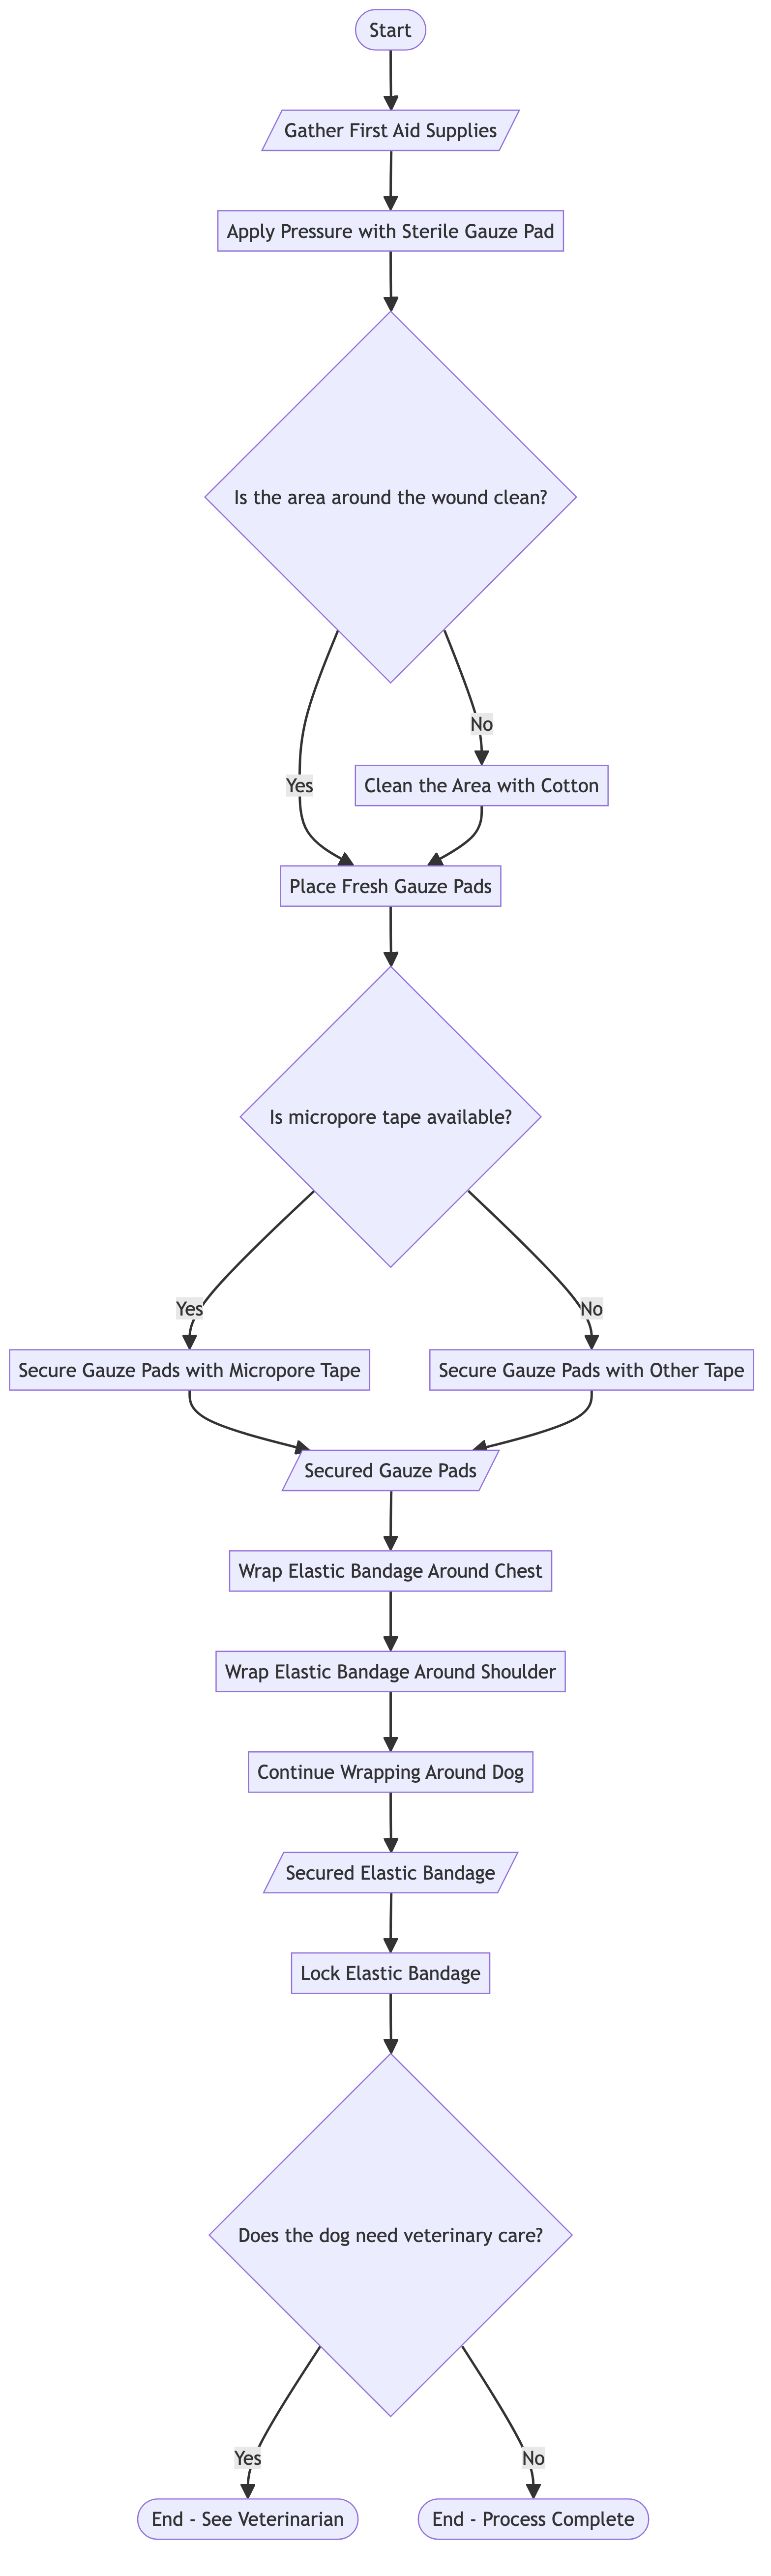 Start
Gather First Aid Supplies
Apply Pressure with Sterile Gauze Pad
Is the area around the wound clean?
No
Yes
Clean the Area with Cotton
Place Fresh Gauze Pads
Is micropore tape available?
Yes
No
Secure Gauze Pads with Micropore Tape
Secure Gauze Pads with Other Tape
Secured Gauze Pads
Wrap Elastic Bandage Around Chest
Wrap Elastic Bandage Around Shoulder
Continue Wrapping Around Dog
Secured Elastic Bandage
Lock Elastic Bandage
Does the dog need veterinary care?
Yes
No
End - See Veterinarian
End - Process Complete